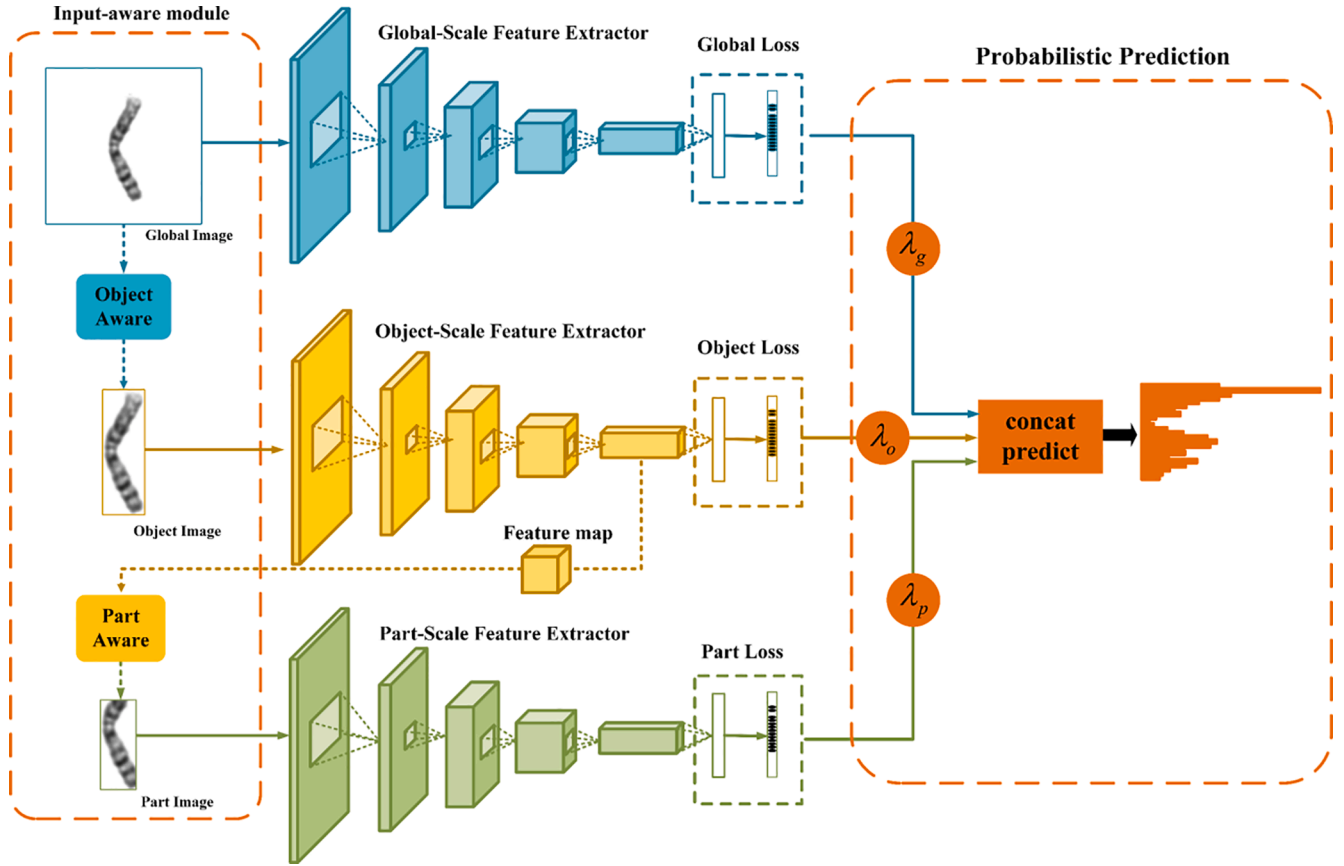 Input-aware module
Global-Scale Feature Extractor
Global Loss
Probabilistic Prediction
Global Image
λg
Object
Aware
Object-Scale Feature Extractor
Object Loss
concat
predict
λo
Object Image
Feature map
Part
Aware
λp
Part-Scale Feature Extractor
Part Loss
Part Image